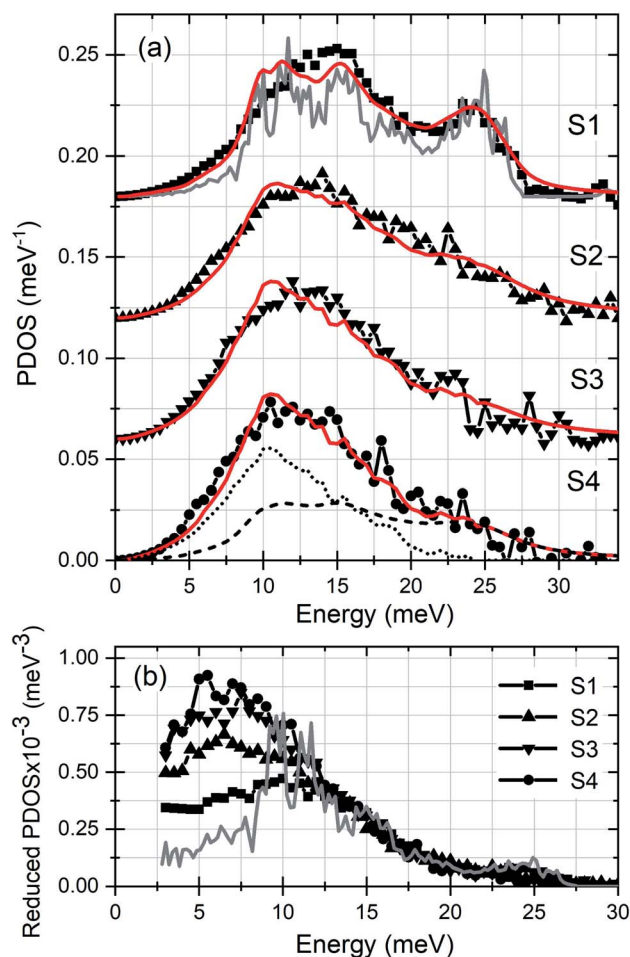 (a)
0.25
0.20
0.15
0.10
0.05
0.00
PDOS (meV⁻¹)
S1
S2
S3
S4
0 5 10 15 20 25 30
Energy (meV)
(b)
1.00
0.75
0.50
0.25
0.00
Reduced PDOSx10⁻³ (meV⁻³)
S1
S2
S3
S4
0 5 10 15 20 25 30
Energy (meV)